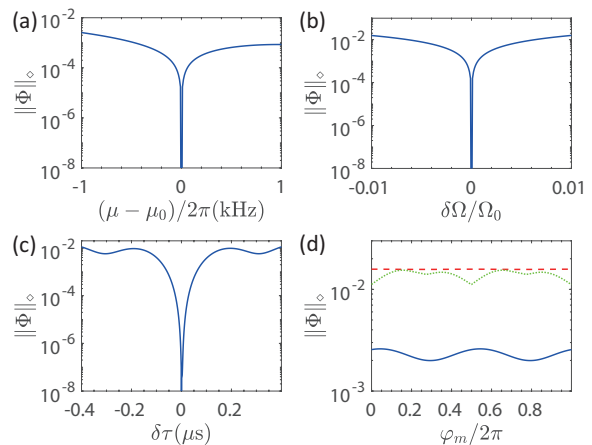 (a)
10⁻²
10⁻⁴
10⁻⁶
10⁻⁸
‖Φ‖⋄
-1
0
1
(μ − μ₀)/2π(kHz)
(b)
10⁻²
10⁻⁴
10⁻⁶
10⁻⁸
‖Φ‖⋄
-0.01
0
0.01
δΩ/Ω₀
(c)
10⁻²
10⁻⁴
10⁻⁶
10⁻⁸
‖Φ‖⋄
-0.4
-0.2
0
0.2
δτ(μs)
(d)
10⁻²
10⁻³
‖Φ‖⋄
0
0.2
0.4
0.6
0.8
φₘ/2π